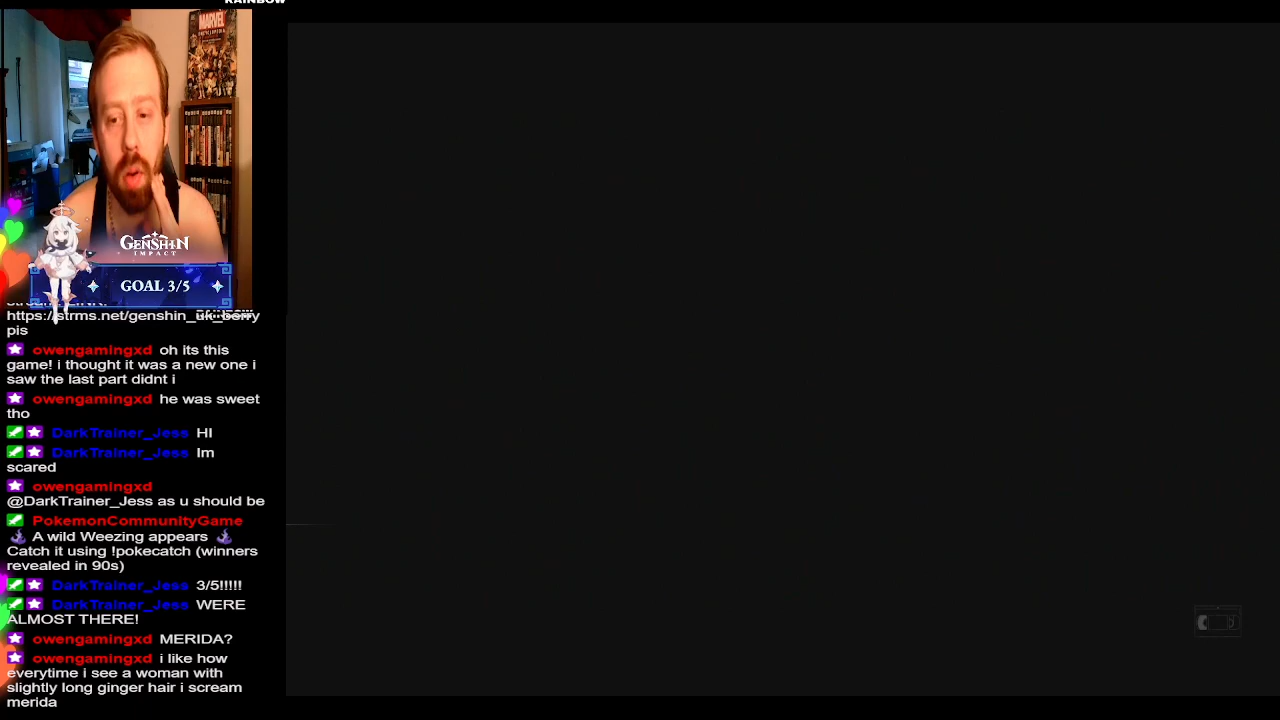 RAINBOW
MARVEL
ENCYCLOPEDIA
GENSHIN
IMPACT
GOAL 3/5
https://strms.net/genshin_uk_berry
pis
owengamingxd oh its this
game! i thought it was a new one i
saw the last part didnt i
owengamingxd he was sweet
tho
DarkTrainer_Jess HI
DarkTrainer_Jess Im
scared
owengamingxd
@DarkTrainer_Jess as u should be
PokemonCommunityGame
A wild Weezing appears
Catch it using !pokecatch (winners
revealed in 90s)
DarkTrainer_Jess 3/5!!!!!
DarkTrainer_Jess WERE
ALMOST THERE!
owengamingxd MERIDA?
owengamingxd i like how
everytime i see a woman with
slightly long ginger hair i scream
merida